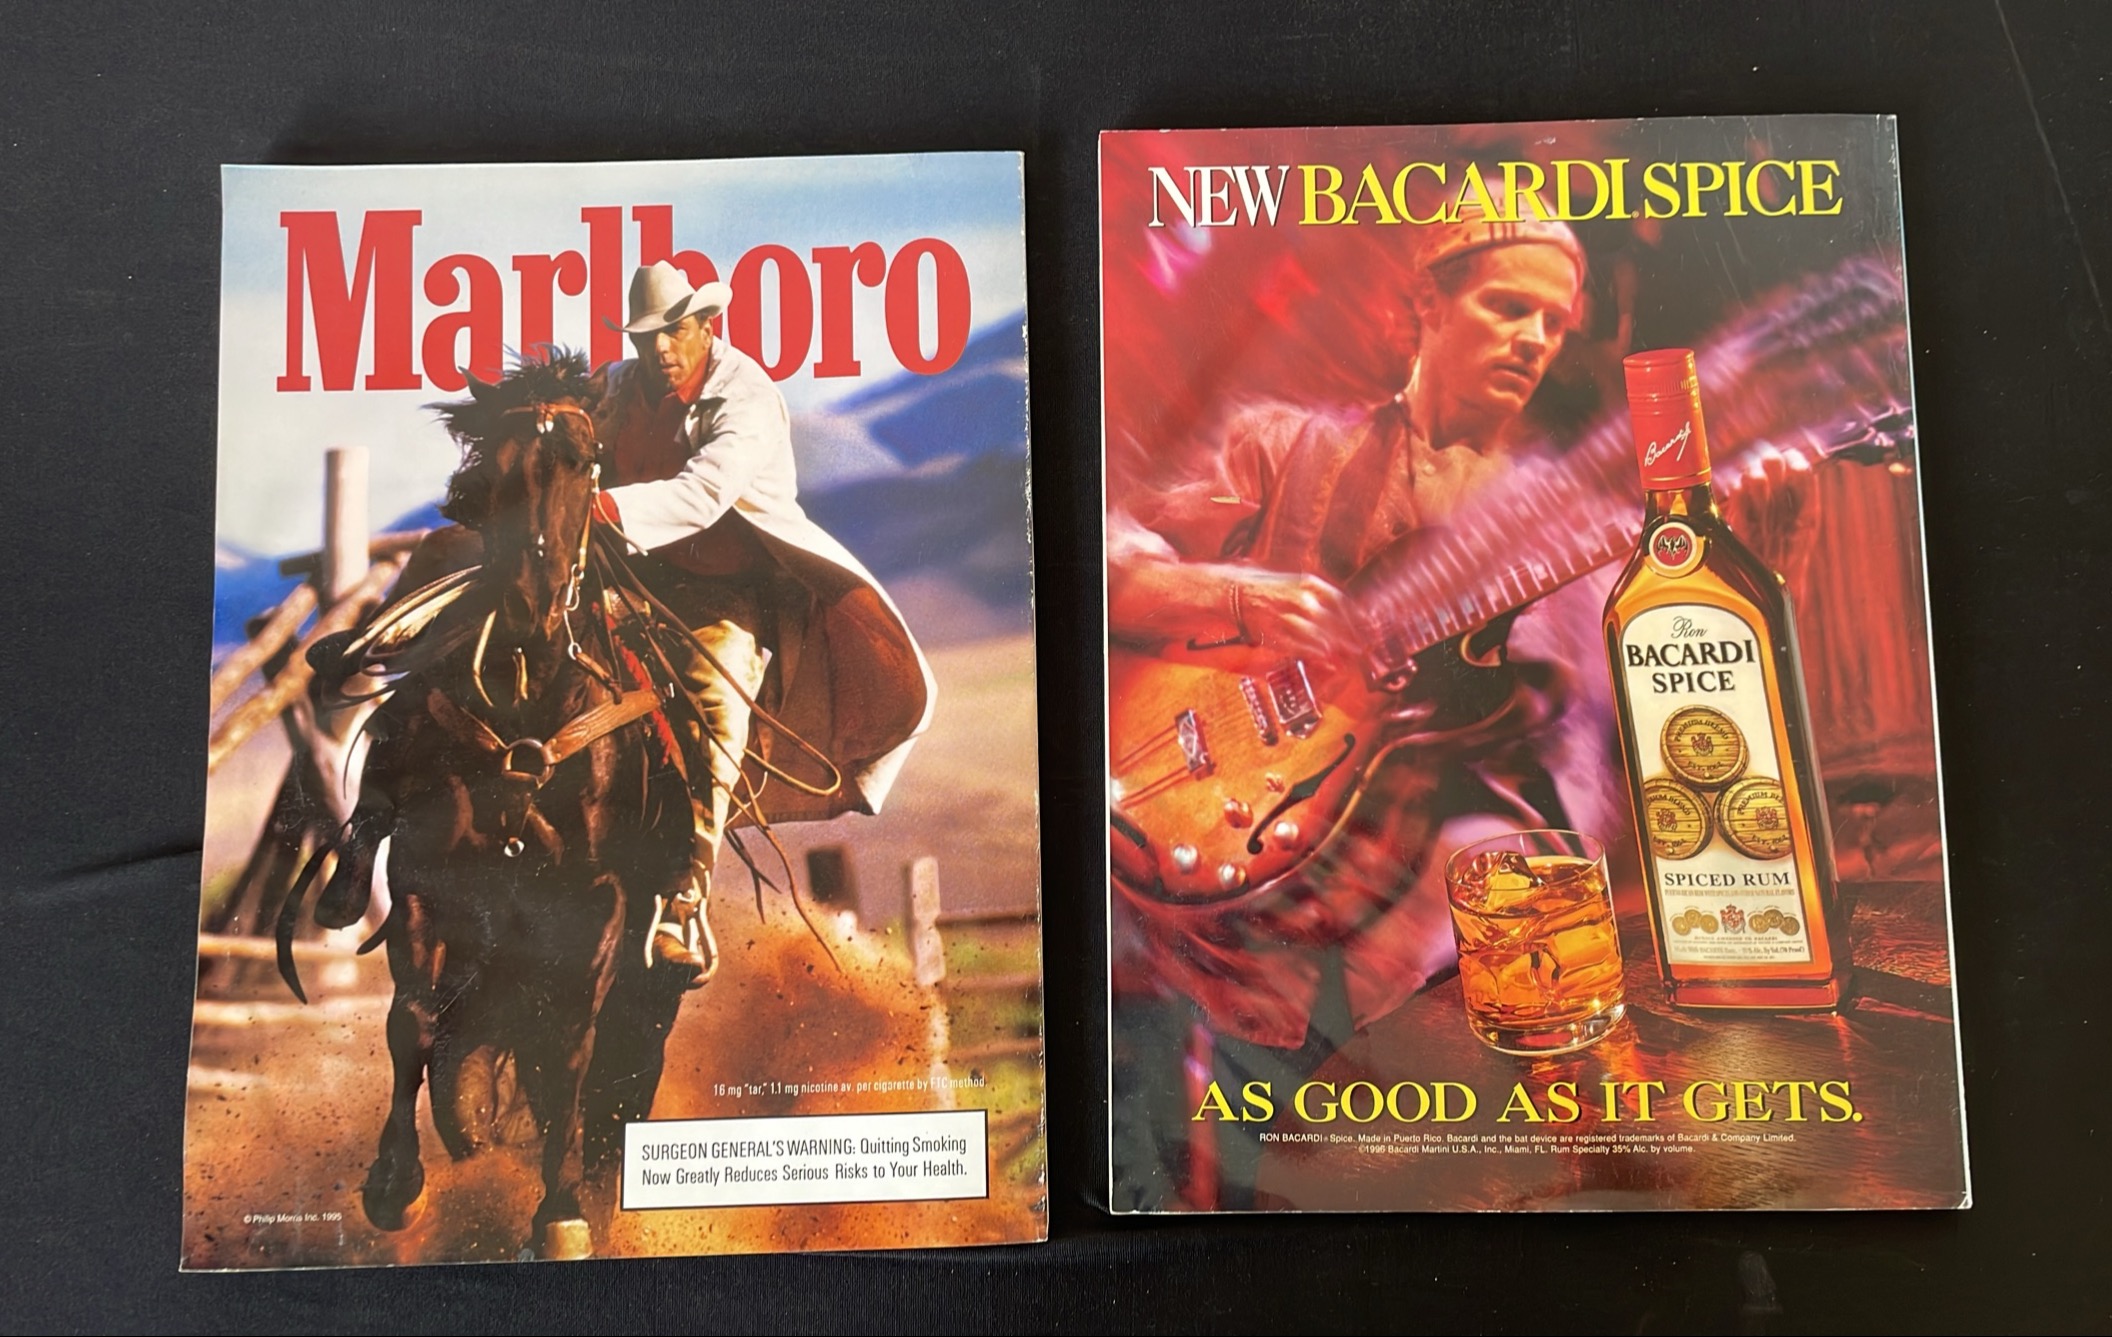 Marlboro
16 mg "tar," 1.1 mg nicotine av. per cigarette by FTC method
SURGEON GENERAL'S WARNING: Quitting Smoking
Now Greatly Reduces Serious Risks to Your Health.
© Philip Morris Inc. 1995
NEW BACARDI SPICE
Bacardi
Ron
BACARDI
SPICE
SPICED RUM
AS GOOD AS IT GETS.
RON BACARDI® Spice. Made in Puerto Rico. Bacardi and the bat device are registered trademarks of Bacardi & Company Limited.
©1996 Bacardi Martini U.S.A., Inc., Miami, FL. Rum Specialty 35% Alc. by volume.